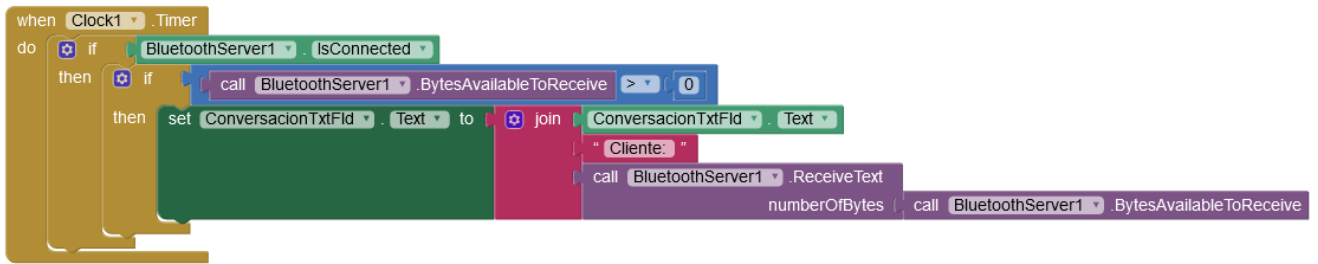 when Clock1 .Timer
do if BluetoothServer1 . IsConnected
then if call BluetoothServer1 .BytesAvailableToReceive > 0
then set ConversacionTxtFld . Text to join ConversacionTxtFld . Text
“ Cliente: ”
call BluetoothServer1 .ReceiveText
numberOfBytes call BluetoothServer1 .BytesAvailableToReceive